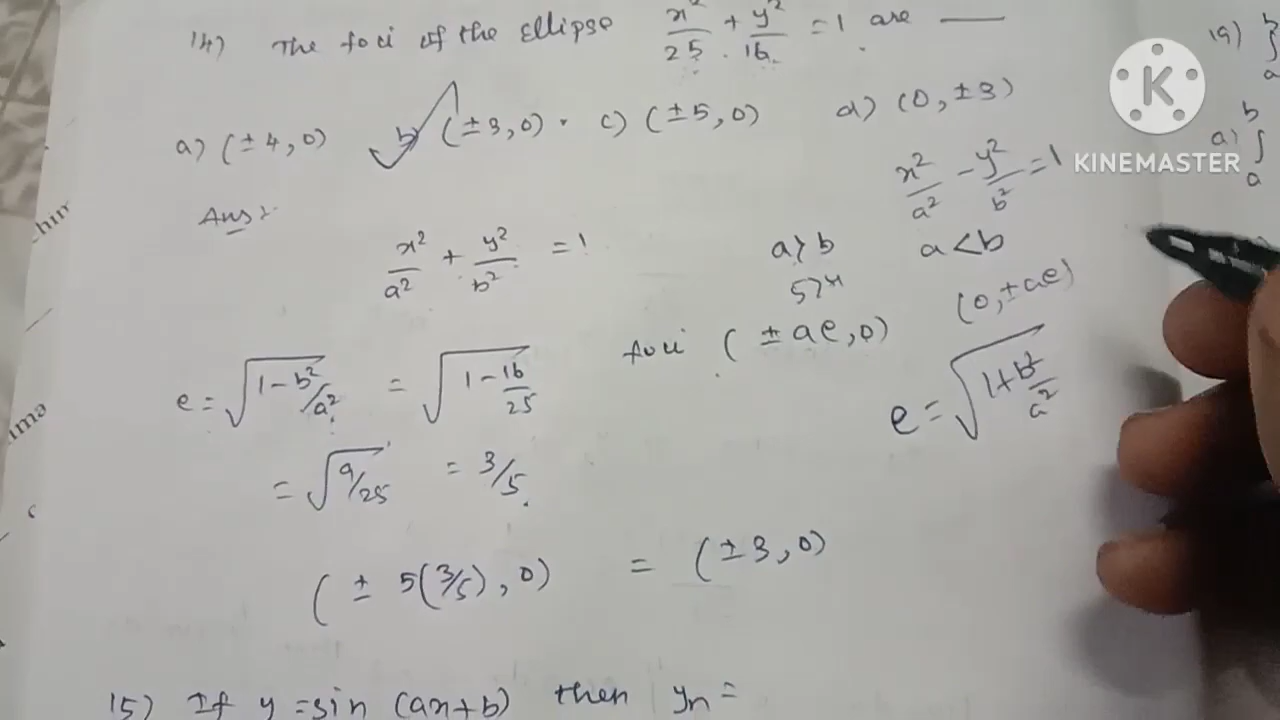 14) The foci of the Ellipse x²/25 + y²/16 = 1 are —
a) (±4, 0) b) (±3, 0) c) (±5, 0) d) (0, ±3)
KINEMASTER
x²/a² - y²/b² = 1
Ans :
x²/a² + y²/b² = 1 a > b a < b
5 > 4
foci (± ae, 0) (0, ± ae)
e = √(1 - b²/a²) = √(1 - 16/25) e = √(1 + b²/a²)
= √(9/25) = 3/5
(± 5(3/5), 0) = (±3, 0)
15) If y = sin (ax + b) then yn =
19) ∫ b a
a) ∫ b a